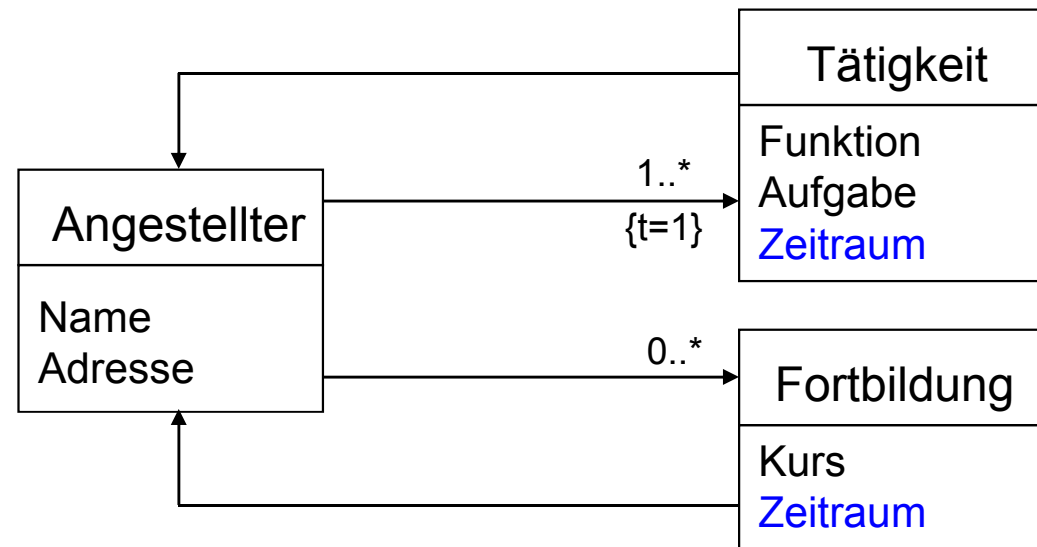 Tätigkeit
Funktion
Aufgabe
Zeitraum
1..*
{t=1}
Angestellter
Name
Adresse
0..*
Fortbildung
Kurs
Zeitraum